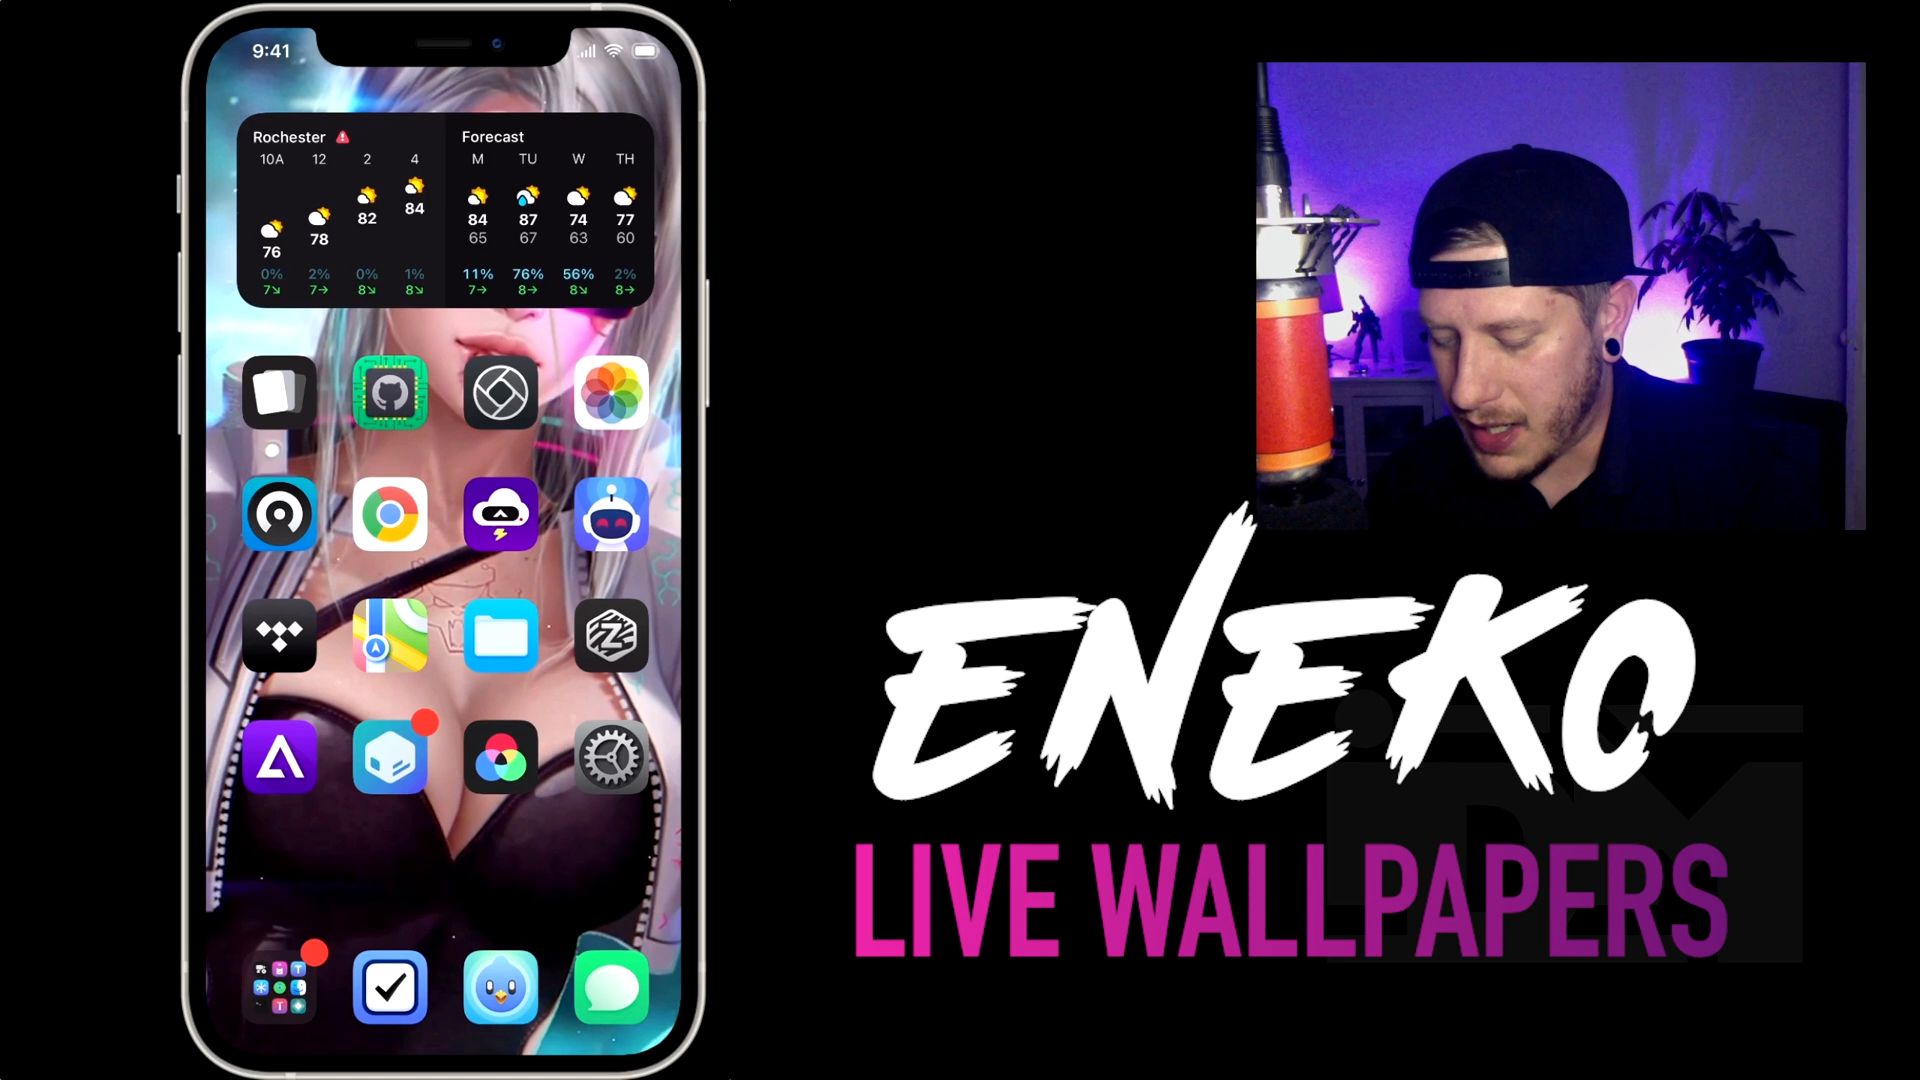 9:41
Rochester
Forecast
10A 12 2 4
M TU W TH
76 78 82 84
84 87 74 77
65 67 63 60
0% 2% 0% 1%
11% 76% 56% 2%
7↘ 7→ 8↘ 8↘
7→ 8→ 8↘ 8→
ENEKO
LIVE WALLPAPERS
iDM